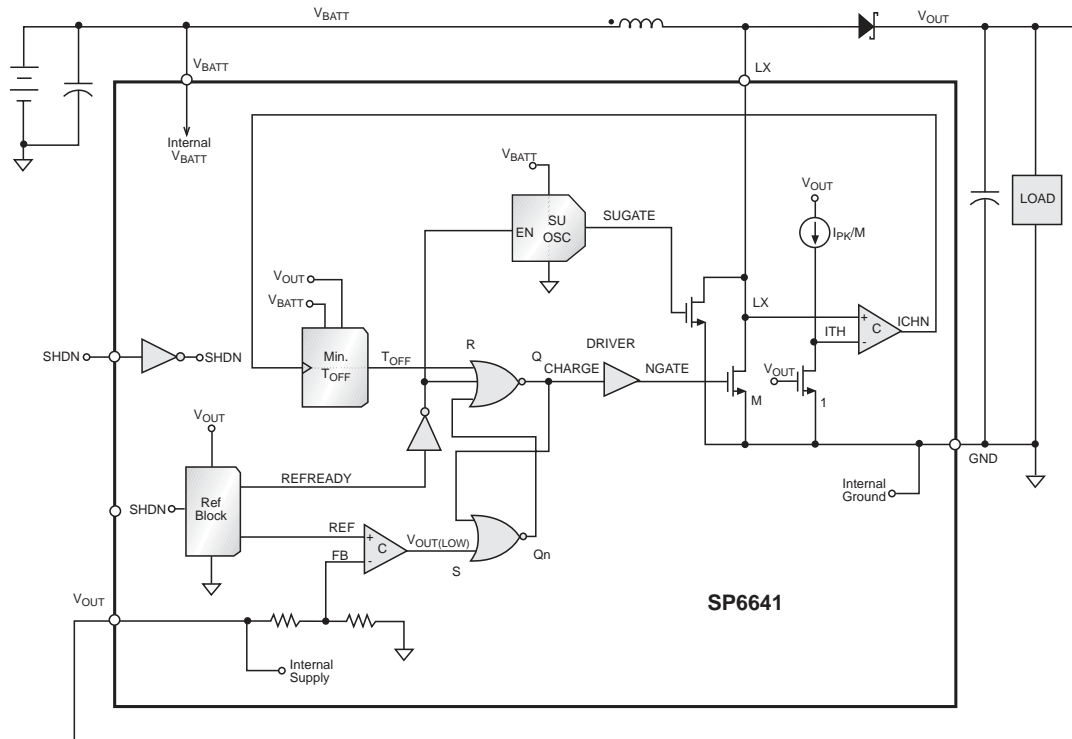 VBATT
VOUT
VBATT
LX
Internal
VBATT
VBATT
VOUT
SU
OSC
EN
SUGATE
LOAD
IPK/M
VOUT
VBATT
LX
ICHN
+
C
-
ITH
SHDN
SHDN
Min.
TOFF
TOFF
R
Q
CHARGE
DRIVER
NGATE
VOUT
M
1
VOUT
GND
REFREADY
Internal
Ground
SHDN
Ref
Block
REF
+
C
-
FB
VOUT(LOW)
S
Qn
VOUT
SP6641
Internal
Supply